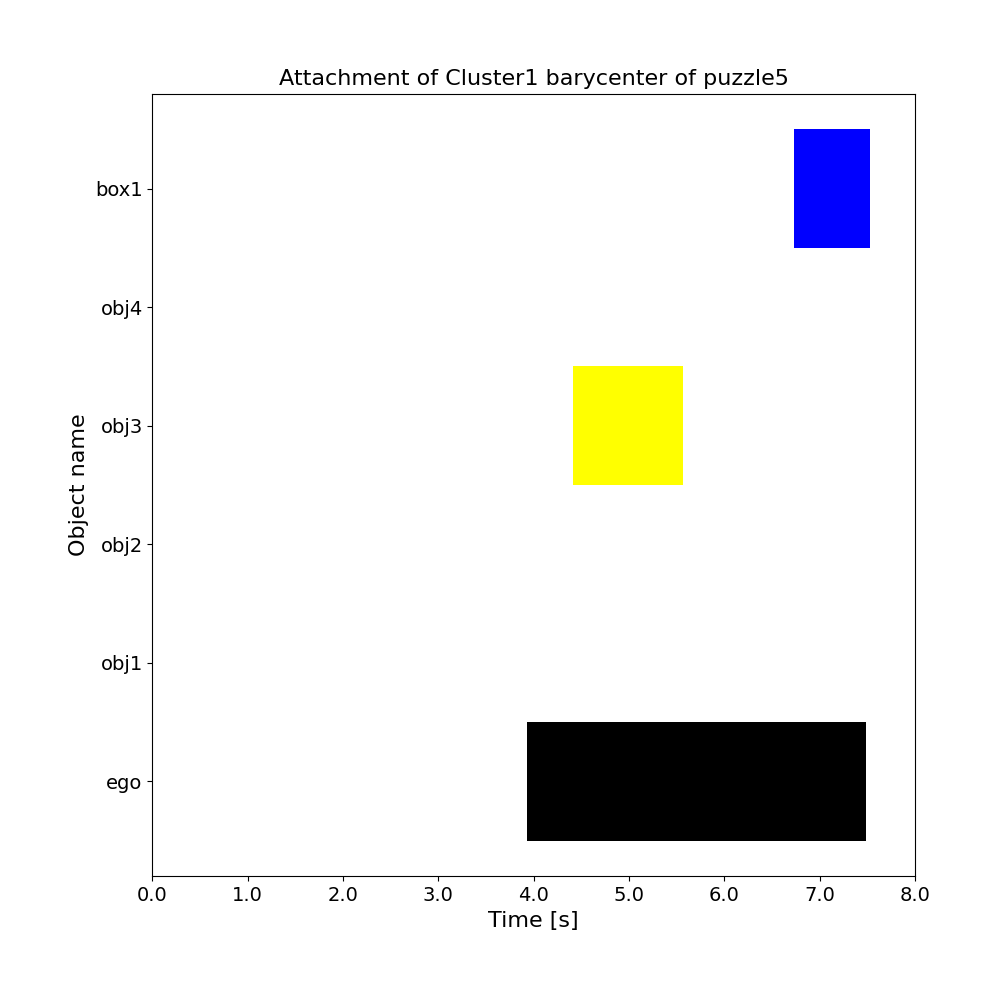 Attachment of Cluster1 barycenter of puzzle5
box1
obj4
obj3
obj2
obj1
ego
Object name
0.0 1.0 2.0 3.0 4.0 5.0 6.0 7.0 8.0
Time [s]